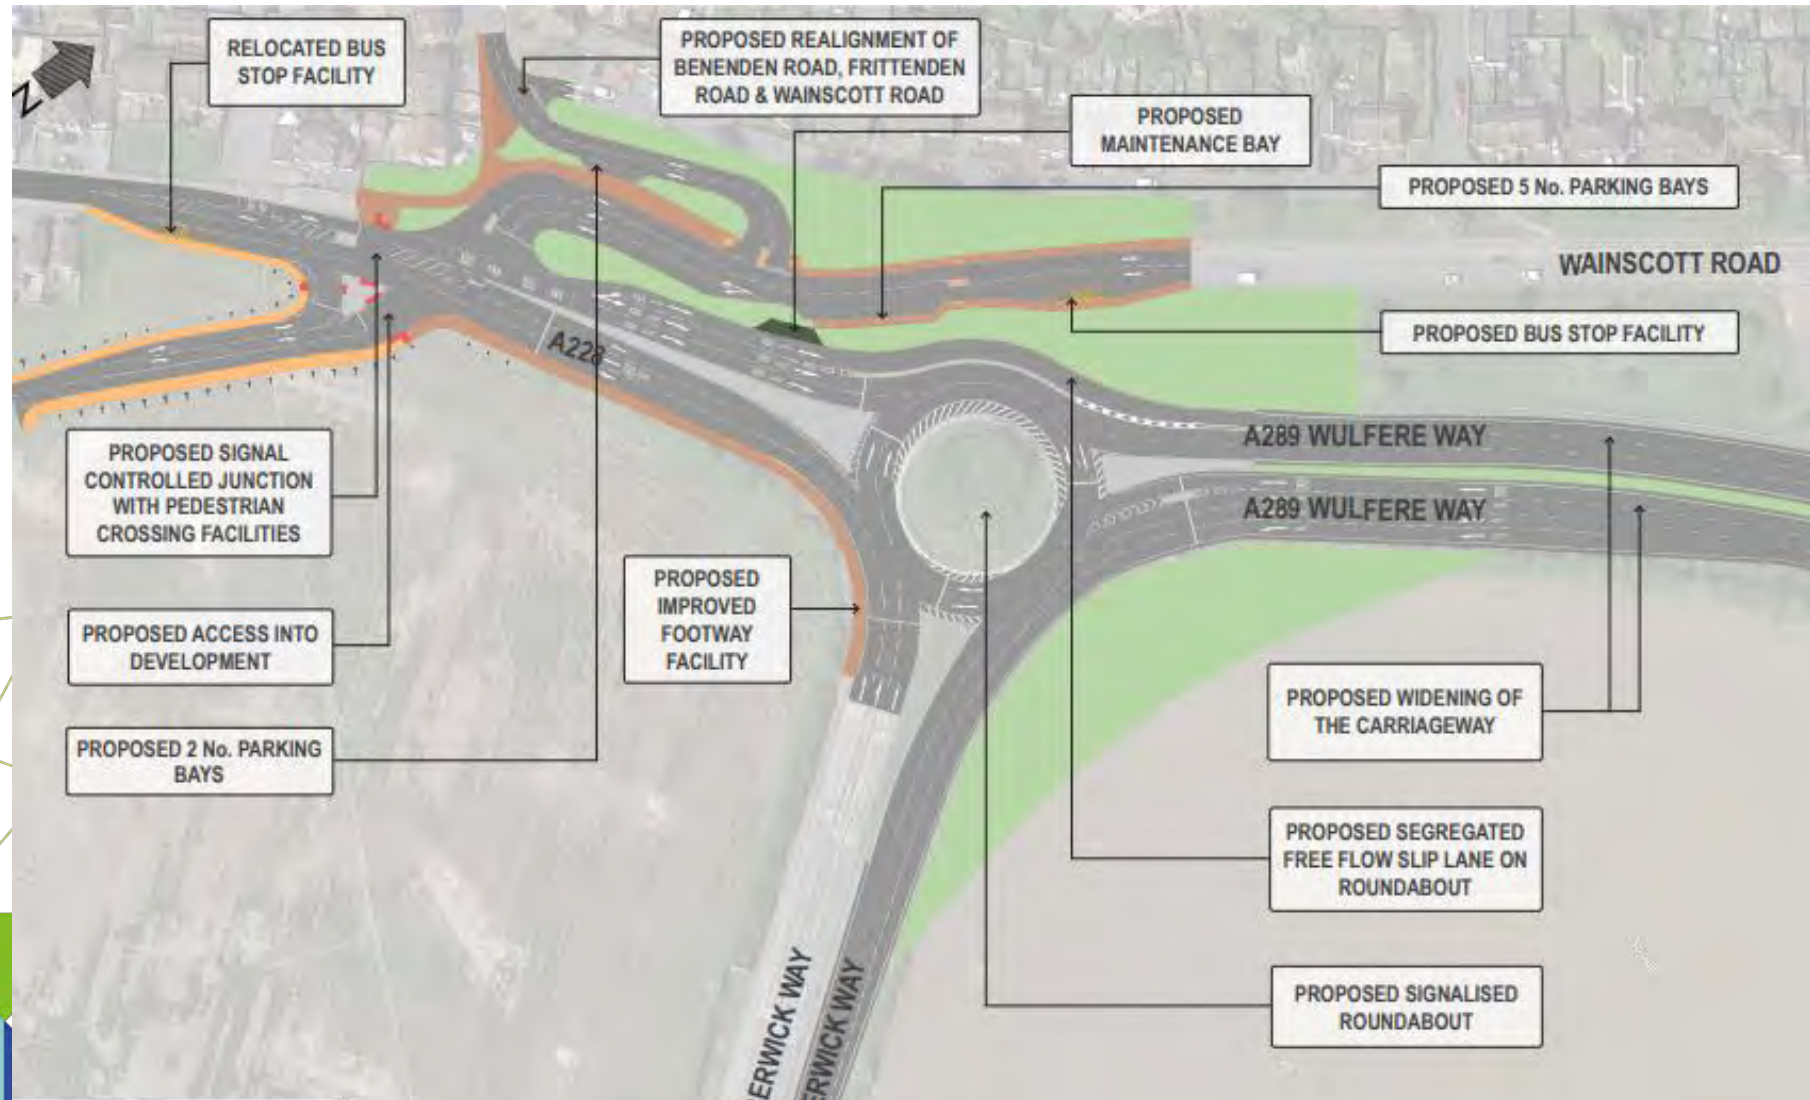 N
RELOCATED BUS
STOP FACILITY
PROPOSED REALIGNMENT OF
BENENDEN ROAD, FRITTENDEN
ROAD & WAINSCOTT ROAD
PROPOSED
MAINTENANCE BAY
PROPOSED 5 No. PARKING BAYS
WAINSCOTT ROAD
PROPOSED BUS STOP FACILITY
A228
A289 WULFERE WAY
A289 WULFERE WAY
PROPOSED SIGNAL
CONTROLLED JUNCTION
WITH PEDESTRIAN
CROSSING FACILITIES
PROPOSED
IMPROVED
FOOTWAY
FACILITY
PROPOSED ACCESS INTO
DEVELOPMENT
PROPOSED 2 No. PARKING
BAYS
PROPOSED WIDENING OF
THE CARRIAGEWAY
PROPOSED SEGREGATED
FREE FLOW SLIP LANE ON
ROUNDABOUT
PROPOSED SIGNALISED
ROUNDABOUT
ERWICK WAY
ERWICK WAY